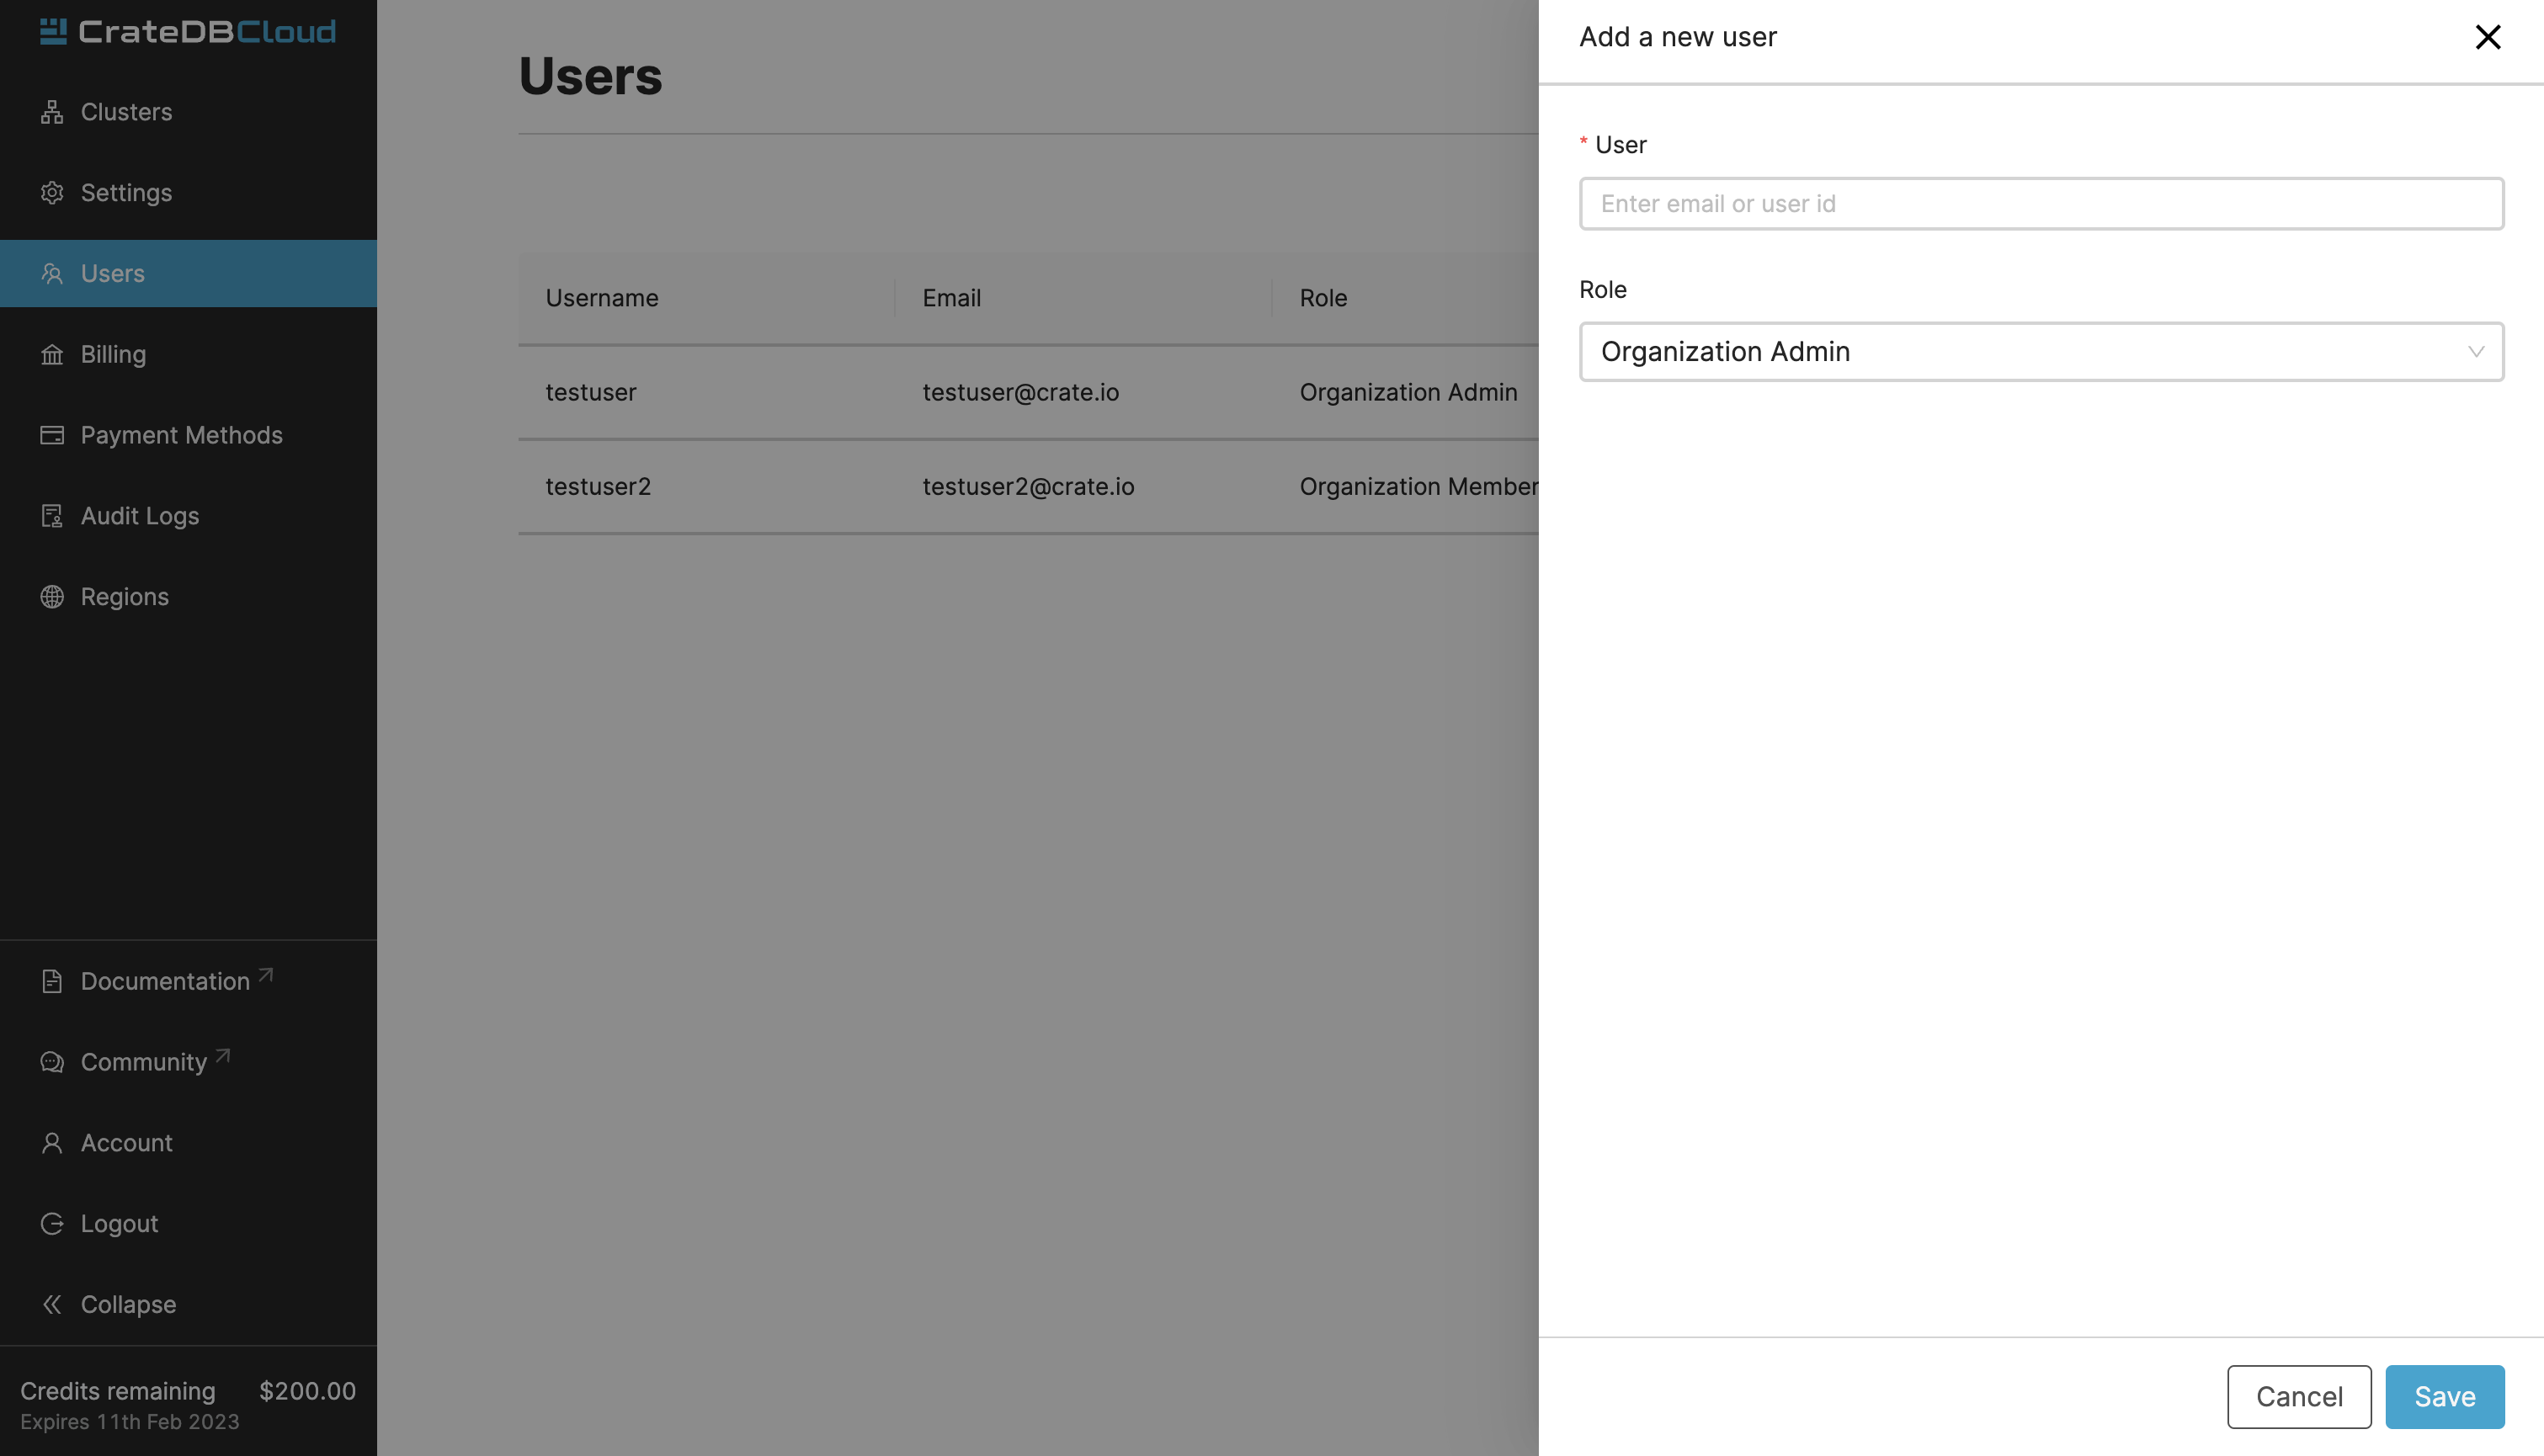 CrateDBCloud
Clusters
Settings
Users
Billing
Payment Methods
Audit Logs
Regions
Documentation
Community
Account
Logout
Collapse
Credits remaining $200.00
Expires 11th Feb 2023
Users
Username Email Role
testuser testuser@crate.io Organization Admin
testuser2 testuser2@crate.io Organization Member
Add a new user
* User
Enter email or user id
Role
Organization Admin
Cancel Save